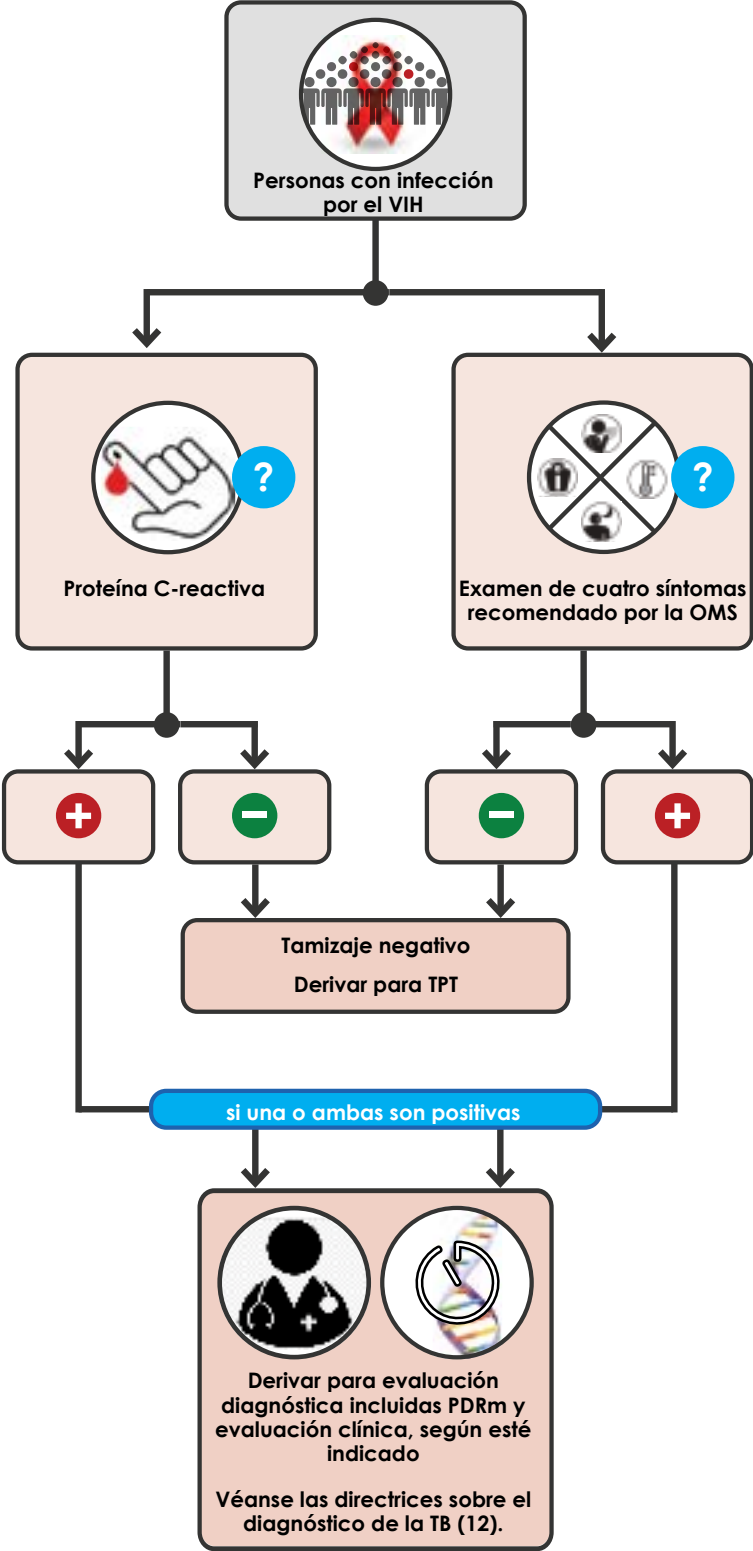 Personas con infección
por el VIH
?
?
Proteína C-reactiva
Examen de cuatro síntomas
recomendado por la OMS
+
−
−
+
Tamizaje negativo
Derivar para TPT
si una o ambas son positivas
Derivar para evaluación
diagnóstica incluidas PDRm y
evaluación clínica, según esté
indicado
Véanse las directrices sobre el
diagnóstico de la TB (12).